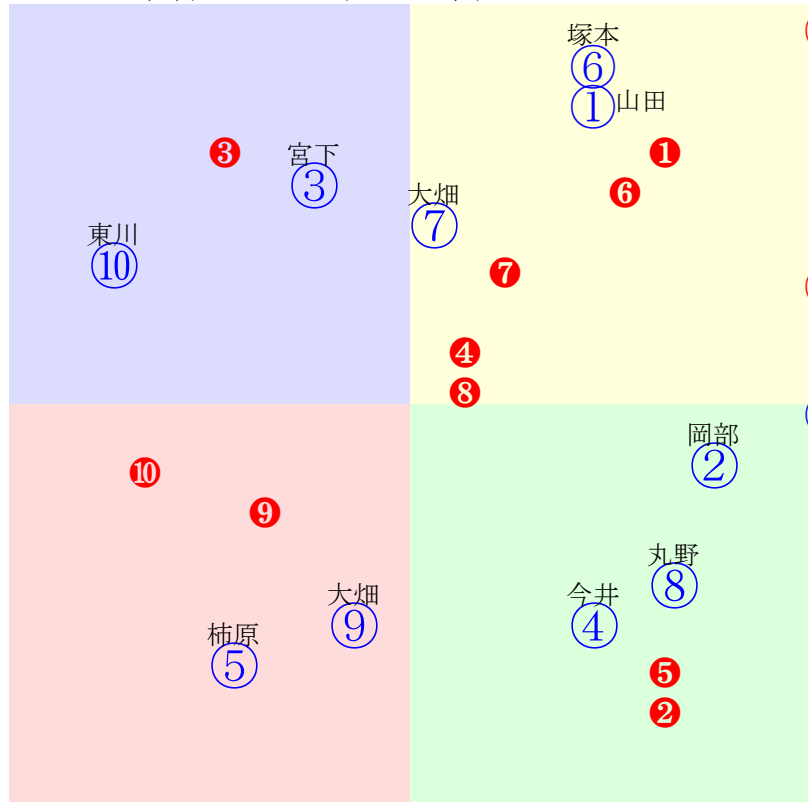 塚本
⑥
① 山田
❸ ❶
宮下
③
❻
大畑
⑦
東川
⑩
❼
❹
❽
岡部
②
❿
❾
丸野
⑧
大畑
⑨
今井
④
柿原
⑤
❺
❷